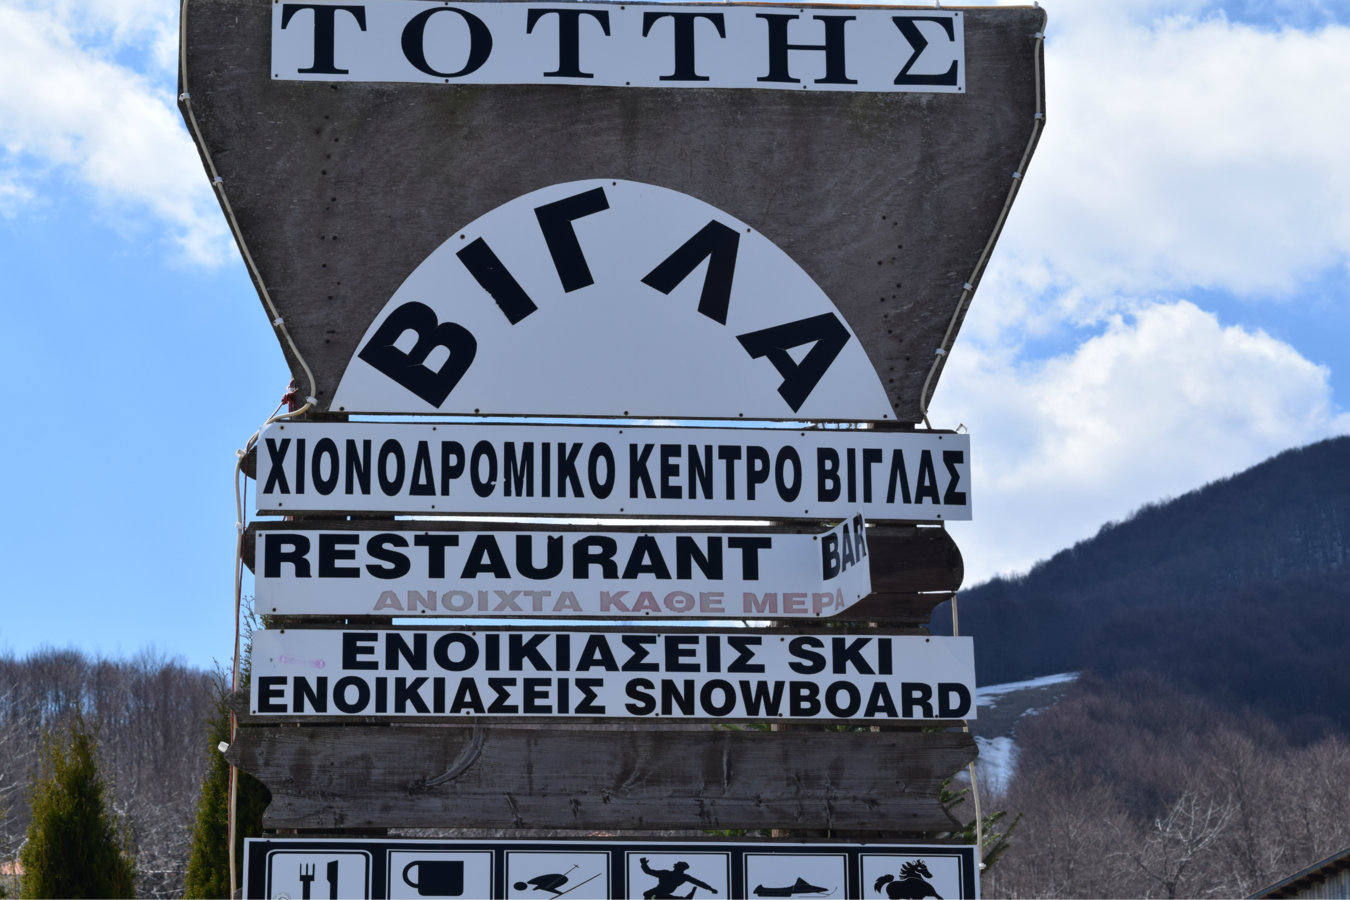 ΤΟΤΤΗΣ
ΒΙΓΛΑ
ΧΙΟΝΟΔΡΟΜΙΚΟ ΚΕΝΤΡΟ ΒΙΓΛΑΣ
RESTAURANT BAR
ΑΝΟΙΧΤΑ ΚΑΘΕ ΜΕΡΑ
ΕΝΟΙΚΙΑΣΕΙΣ SKI
ΕΝΟΙΚΙΑΣΕΙΣ SNOWBOARD